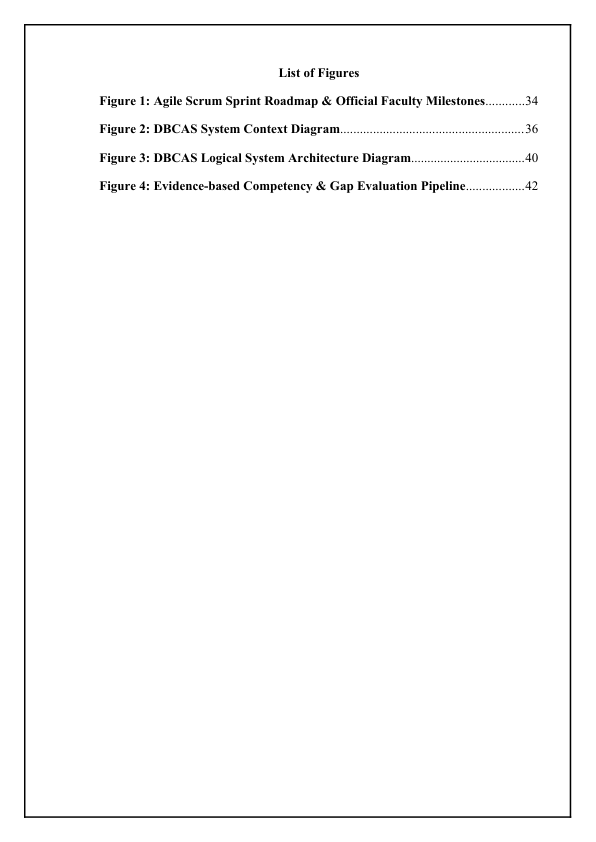 List of Figures
Figure 1: Agile Scrum Sprint Roadmap & Official Faculty Milestones............34
Figure 2: DBCAS System Context Diagram........................................................36
Figure 3: DBCAS Logical System Architecture Diagram..................................40
Figure 4: Evidence-based Competency & Gap Evaluation Pipeline..................42